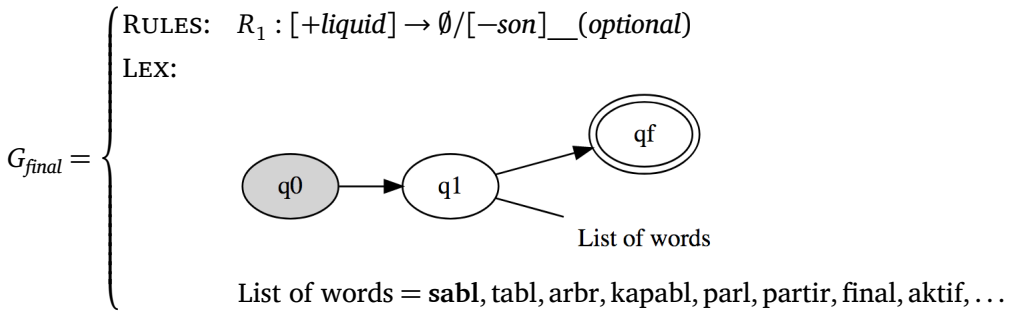 RULES: R₁ : [+liquid] → ∅/[−son]__(optional)
LEX:
G_final =
qf
q0 q1
List of words
List of words = sabl, tabl, arbr, kapabl, parl, partir, final, aktif, …